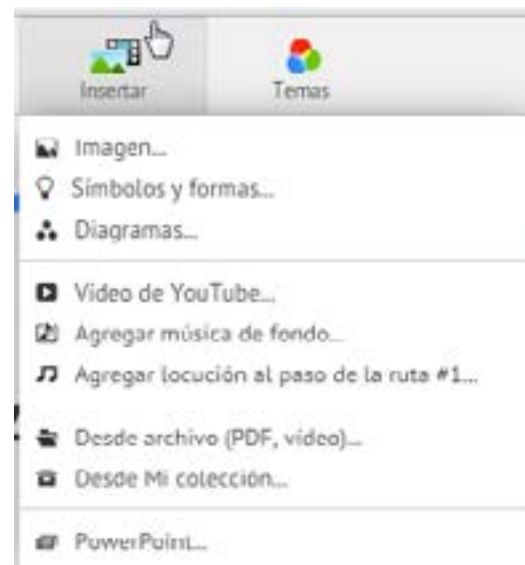 Insertar Temas
Imagen...
Símbolos y formas...
Diagramas...
Video de YouTube...
Agregar música de fondo...
Agregar locución al paso de la ruta #1...
Desde archivo (PDF, video)...
Desde Mi colección...
PowerPoint...